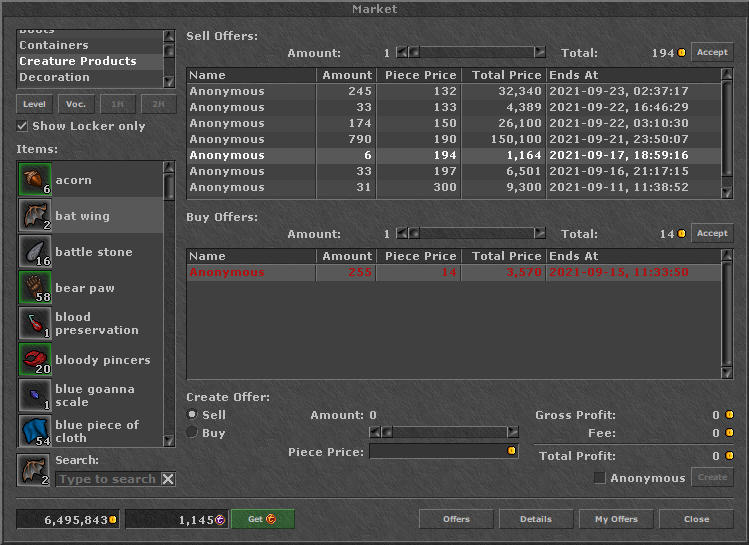 Market
Boots
Containers
Creature Products
Decoration
Level Voc. 1H 2H
Show Locker only
Items:
6 acorn
2 bat wing
16 battle stone
58 bear paw
1 blood
preservation
20 bloody pincers
1 blue goanna
scale
54 blue piece of
cloth
2 Search:
Type to search
Sell Offers:
Amount: 1 Total: 194 Accept
Name Amount Piece Price Total Price Ends At
Anonymous 245 132 32,340 2021-09-23, 02:37:17
Anonymous 33 133 4,389 2021-09-22, 16:46:29
Anonymous 174 150 26,100 2021-09-22, 03:10:30
Anonymous 790 190 150,100 2021-09-21, 23:50:07
Anonymous 6 194 1,164 2021-09-17, 18:59:16
Anonymous 33 197 6,501 2021-09-16, 21:17:15
Anonymous 31 300 9,300 2021-09-11, 11:38:52
Buy Offers:
Amount: 1 Total: 14 Accept
Name Amount Piece Price Total Price Ends At
Anonymous 255 14 3,570 2021-09-15, 11:33:50
Create Offer:
Sell Amount: 0 Gross Profit: 0
Buy Fee: 0
Piece Price: Total Profit: 0
Anonymous Create
6,495,843 1,145 Get Offers Details My Offers Close